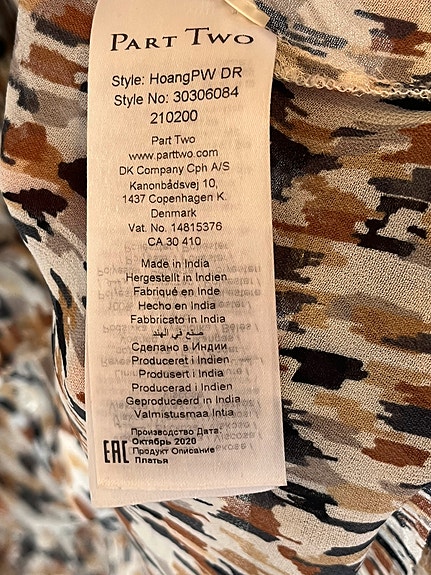 PART TWO
Style: HoangPW DR
Style No: 30306084
210200
Part Two
www.parttwo.com
DK Company Cph A/S
Kanonbådsvej 10,
1437 Copenhagen K.
Denmark
Vat. No. 14815376
CA 30 410
Made in India
Hergestellt in Indien
Fabriqué en Inde
Hecho en India
Fabbricato in India
صنع في الهند
Сделано в Индии
Produceret i Indien
Produsert i India
Producerad i Indien
Geproduceerd in India
Valmistusmaa Intia
Производство Дата:
Октябрь 2020
EAC Продукт Описание
Платья